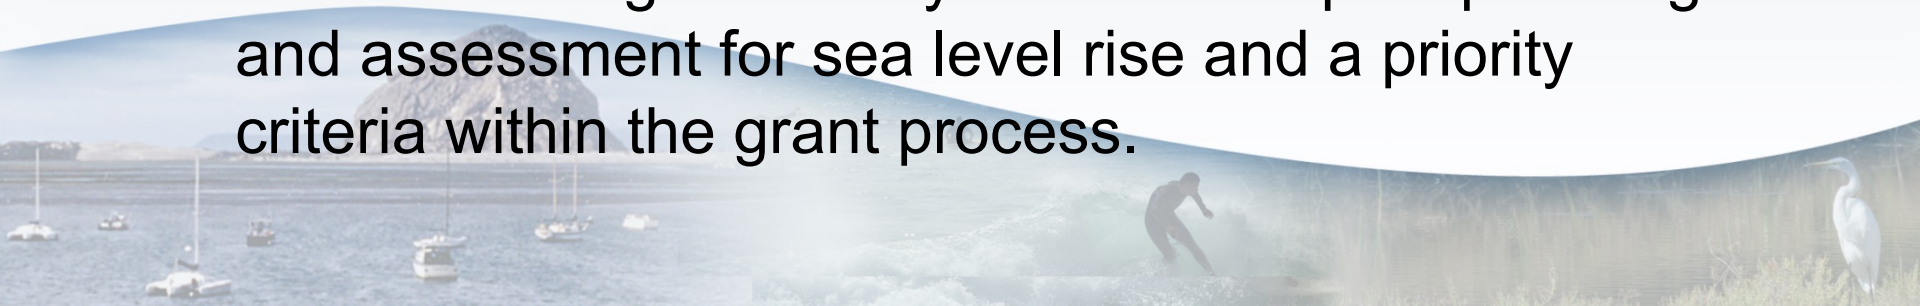 and assessment for sea level rise and a priority
criteria within the grant process.